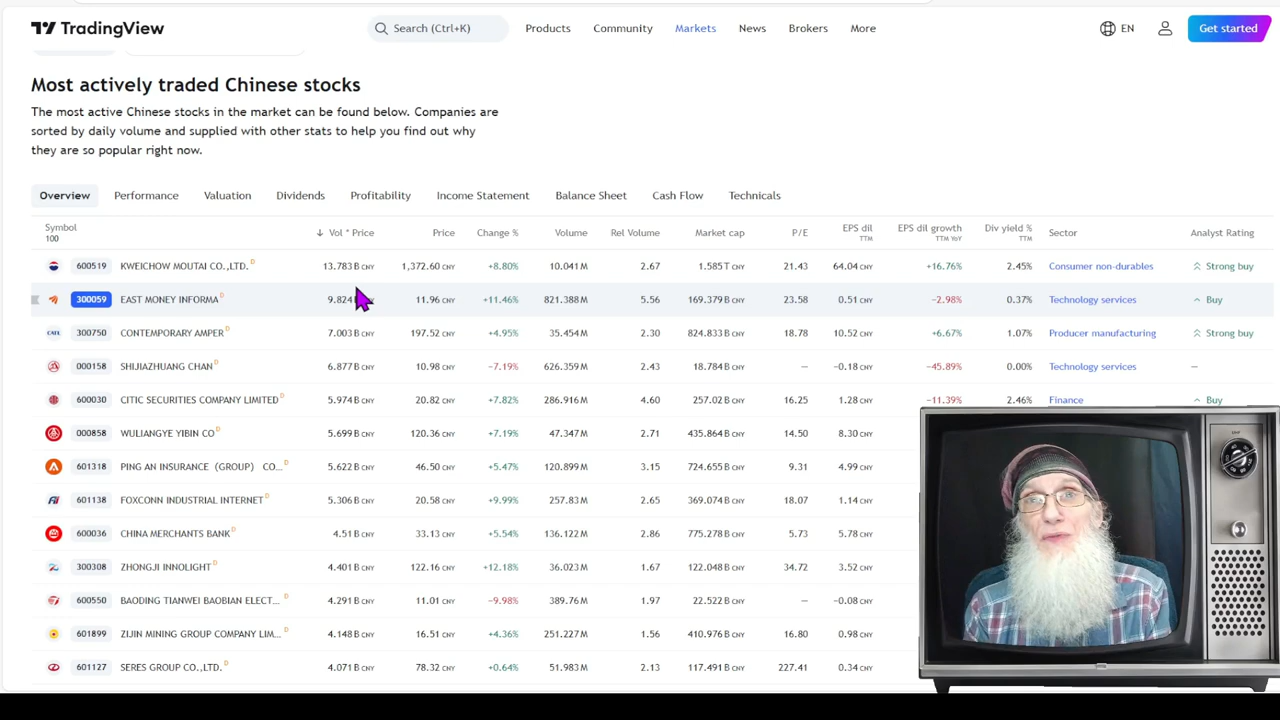 TradingView
Search (Ctrl+K)
Products
Community
Markets
News
Brokers
More
EN
Get started
Most actively traded Chinese stocks
The most active Chinese stocks in the market can be found below. Companies are
sorted by daily volume and supplied with other stats to help you find out why
they are so popular right now.
Overview Performance Valuation Dividends Profitability Income Statement Balance Sheet Cash Flow Technicals
Symbol Vol * Price Price Change % Volume Rel Volume Market cap P/E EPS dil EPS dil growth Div yield % Sector Analyst Rating
100 TTM TTM YoY TTM
600519 KWEICHOW MOUTAI CO.,LTD. D 13.783 B CNY 1,372.60 CNY +8.80% 10.041 M 2.67 1.585 T CNY 21.43 64.04 CNY +16.76% 2.45% Consumer non-durables Strong buy
300059 EAST MONEY INFORMA D 9.824 CNY 11.96 CNY +11.46% 821.388 M 5.56 169.379 B CNY 23.58 0.51 CNY −2.98% 0.37% Technology services Buy
300750 CONTEMPORARY AMPER D 7.003 B CNY 197.52 CNY +4.95% 35.454 M 2.30 824.833 B CNY 18.78 10.52 CNY +6.67% 1.07% Producer manufacturing Strong buy
000158 SHIJIAZHUANG CHAN D 6.877 B CNY 10.98 CNY −7.19% 626.359 M 2.43 18.784 B CNY — −0.18 CNY −45.89% 0.00% Technology services —
600030 CITIC SECURITIES COMPANY LIMITED D 5.974 B CNY 20.82 CNY +7.82% 286.916 M 4.60 257.02 B CNY 16.25 1.28 CNY −11.39% 2.46% Finance Buy
000858 WULIANGYE YIBIN CO D 5.699 B CNY 120.36 CNY +7.19% 47.347 M 2.71 435.864 B CNY 14.50 8.30 CNY
601318 PING AN INSURANCE (GROUP) CO... D 5.622 B CNY 46.50 CNY +5.47% 120.899 M 3.15 724.655 B CNY 9.31 4.99 CNY
601138 FOXCONN INDUSTRIAL INTERNET D 5.306 B CNY 20.58 CNY +9.99% 257.83 M 2.65 369.074 B CNY 18.07 1.14 CNY
600036 CHINA MERCHANTS BANK D 4.51 B CNY 33.13 CNY +5.54% 136.122 M 2.86 775.278 B CNY 5.73 5.78 CNY
300308 ZHONGJI INNOLIGHT D 4.401 B CNY 122.16 CNY +12.18% 36.023 M 1.67 122.048 B CNY 34.72 3.52 CNY
600550 BAODING TIANWEI BAOBIAN ELECT... D 4.291 B CNY 11.01 CNY −9.98% 389.76 M 1.97 22.522 B CNY — −0.08 CNY
601899 ZIJIN MINING GROUP COMPANY LIM... D 4.148 B CNY 16.51 CNY +4.36% 251.227 M 1.56 410.976 B CNY 16.80 0.98 CNY
601127 SERES GROUP CO.,LTD. D 4.071 B CNY 78.32 CNY +0.64% 51.983 M 2.13 117.491 B CNY 227.41 0.34 CNY